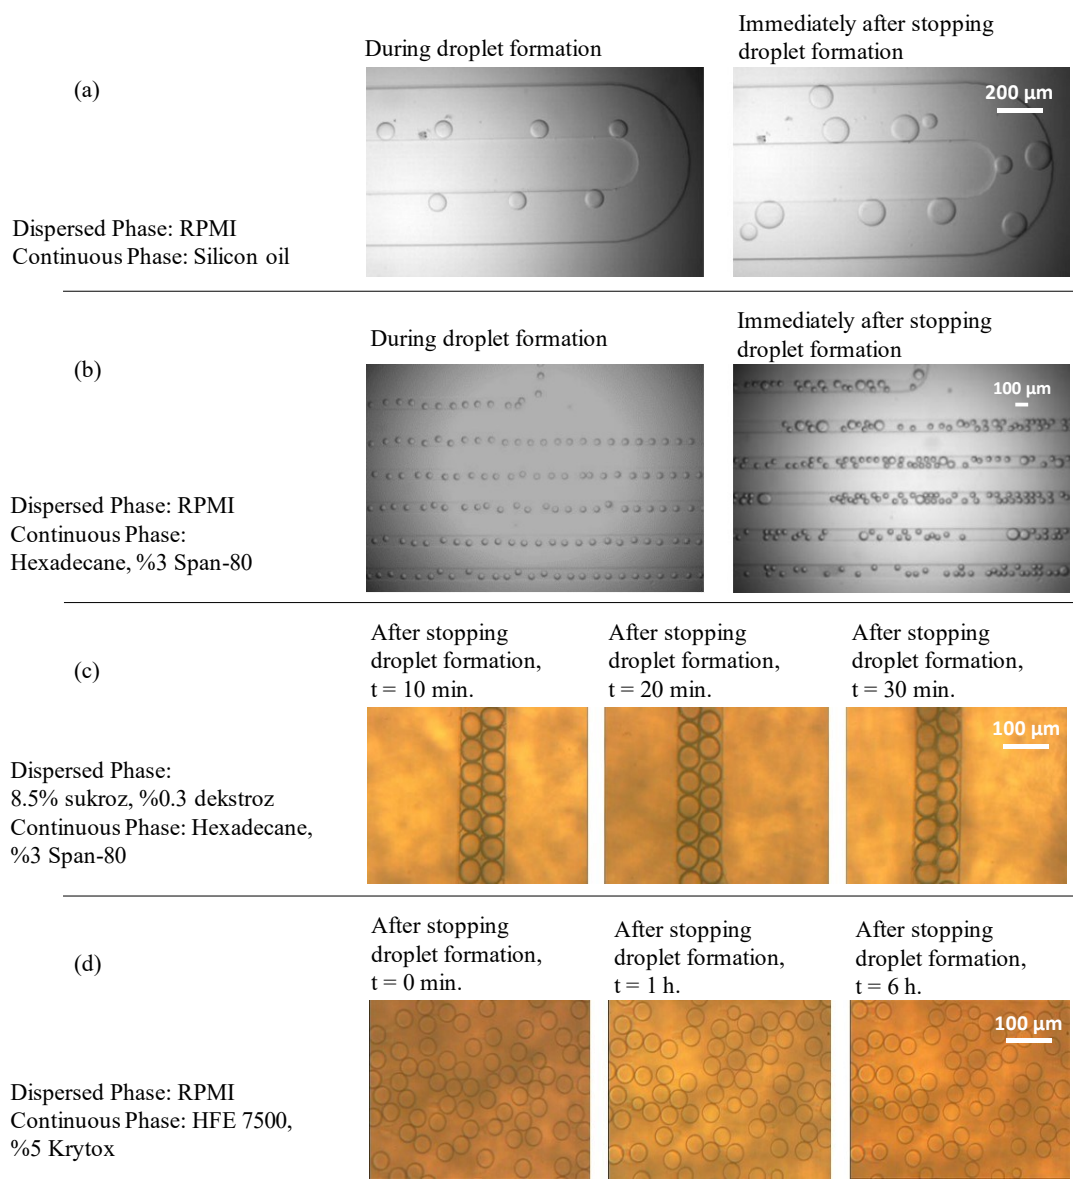 (a)
During droplet formation
Immediately after stopping
droplet formation
200 µm
Dispersed Phase: RPMI
Continuous Phase: Silicon oil
(b)
During droplet formation
Immediately after stopping
droplet formation
100 µm
Dispersed Phase: RPMI
Continuous Phase:
Hexadecane, %3 Span-80
(c)
After stopping
droplet formation,
t = 10 min.
After stopping
droplet formation,
t = 20 min.
After stopping
droplet formation,
t = 30 min.
100 µm
Dispersed Phase:
8.5% sukroz, %0.3 dekstroz
Continuous Phase: Hexadecane,
%3 Span-80
(d)
After stopping
droplet formation,
t = 0 min.
After stopping
droplet formation,
t = 1 h.
After stopping
droplet formation,
t = 6 h.
100 µm
Dispersed Phase: RPMI
Continuous Phase: HFE 7500,
%5 Krytox